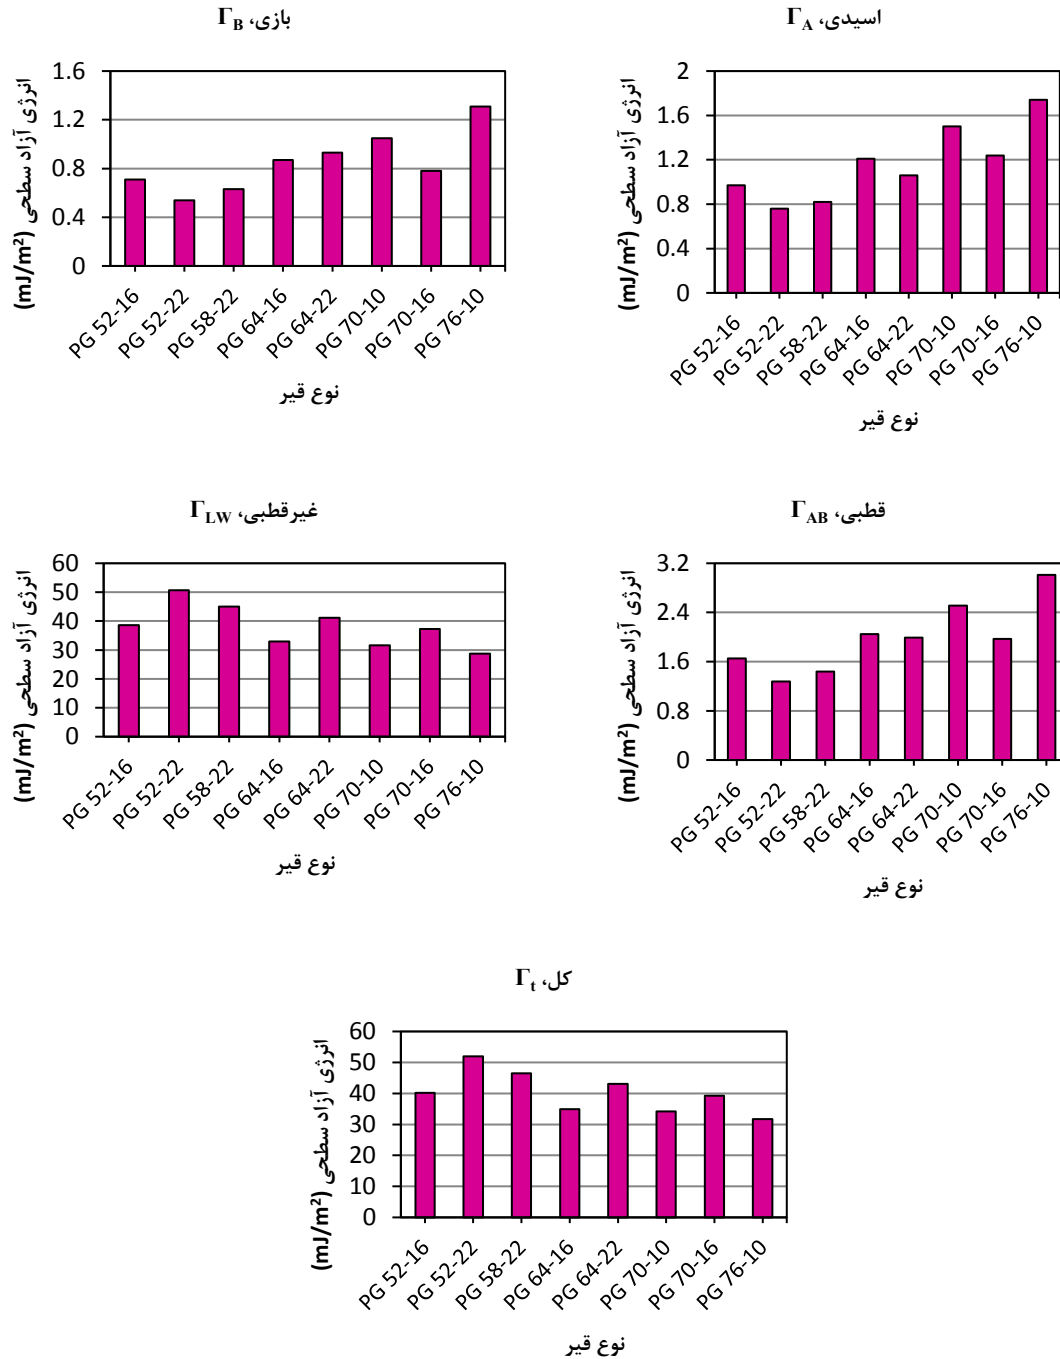 بازی، Γ_B
انرژی آزاد سطحی (mJ/m²)
1.6
1.2
0.8
0.4
0
PG 52-16
PG 52-22
PG 58-22
PG 64-16
PG 64-22
PG 70-10
PG 70-16
PG 76-10
نوع قیر
اسیدی، Γ_A
انرژی آزاد سطحی (mJ/m²)
2
1.6
1.2
0.8
0.4
0
PG 52-16
PG 52-22
PG 58-22
PG 64-16
PG 64-22
PG 70-10
PG 70-16
PG 76-10
نوع قیر
غیرقطبی، Γ_LW
انرژی آزاد سطحی (mJ/m²)
60
50
40
30
20
10
0
PG 52-16
PG 52-22
PG 58-22
PG 64-16
PG 64-22
PG 70-10
PG 70-16
PG 76-10
نوع قیر
قطبی، Γ_AB
انرژی آزاد سطحی (mJ/m²)
3.2
2.4
1.6
0.8
0
PG 52-16
PG 52-22
PG 58-22
PG 64-16
PG 64-22
PG 70-10
PG 70-16
PG 76-10
نوع قیر
کل، Γ_t
انرژی آزاد سطحی (mJ/m²)
60
50
40
30
20
10
0
PG 52-16
PG 52-22
PG 58-22
PG 64-16
PG 64-22
PG 70-10
PG 70-16
PG 76-10
نوع قیر